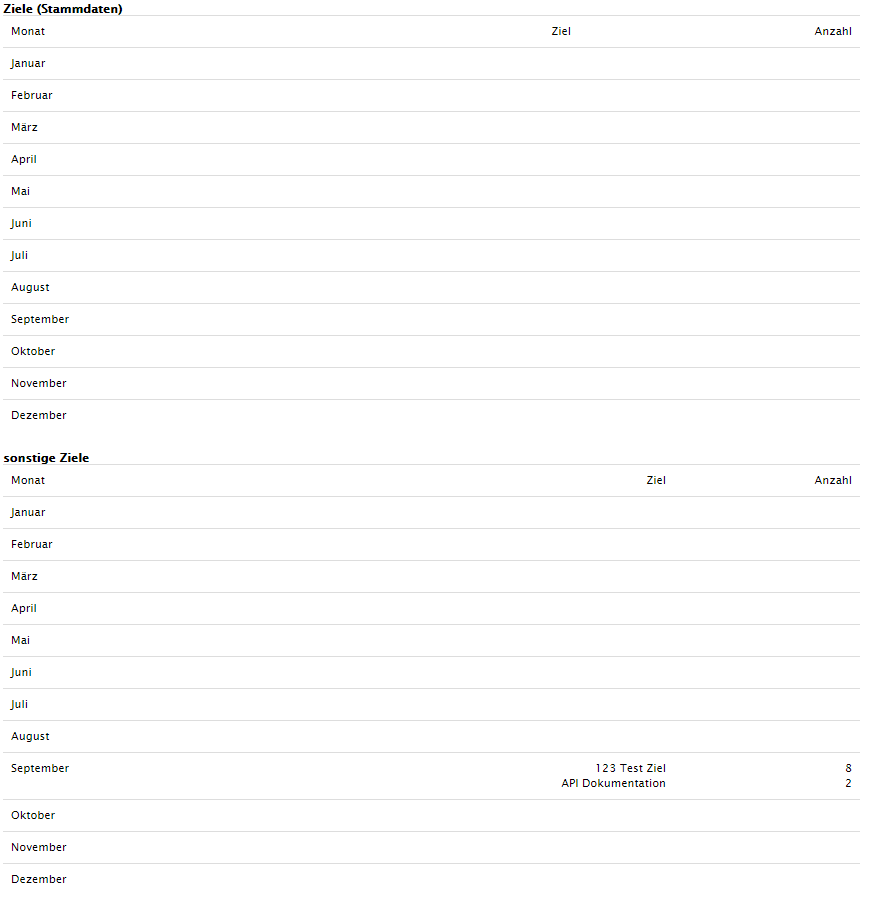 Ziele (Stammdaten)
Monat Ziel Anzahl
Januar
Februar
März
April
Mai
Juni
Juli
August
September
Oktober
November
Dezember
sonstige Ziele
Monat Ziel Anzahl
Januar
Februar
März
April
Mai
Juni
Juli
August
September 123 Test Ziel 8
API Dokumentation 2
Oktober
November
Dezember